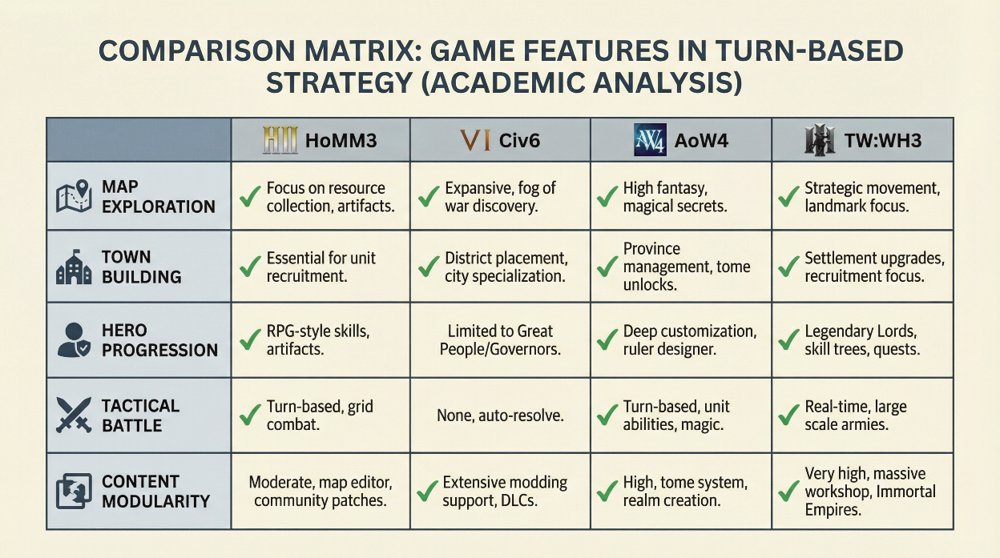 COMPARISON MATRIX: GAME FEATURES IN TURN-BASED
STRATEGY (ACADEMIC ANALYSIS)
HoMM3
VI Civ6
AW4 AoW4
TW:WH3
MAP
EXPLORATION
Focus on resource
collection, artifacts.
Expansive, fog of
war discovery.
High fantasy,
magical secrets.
Strategic movement,
landmark focus.
TOWN
BUILDING
Essential for unit
recruitment.
District placement,
city specialization.
Province
management, tome
unlocks.
Settlement upgrades,
recruitment focus.
HERO
PROGRESSION
RPG-style skills,
artifacts.
Limited to Great
People/Governors.
Deep customization,
ruler designer.
Legendary Lords,
skill trees, quests.
TACTICAL
BATTLE
Turn-based, grid
combat.
None, auto-resolve.
Turn-based, unit
abilities, magic.
Real-time, large
scale armies.
CONTENT
MODULARITY
Moderate, map editor,
community patches.
Extensive modding
support, DLCs.
High, tome system,
realm creation.
Very high, massive
workshop, Immortal
Empires.